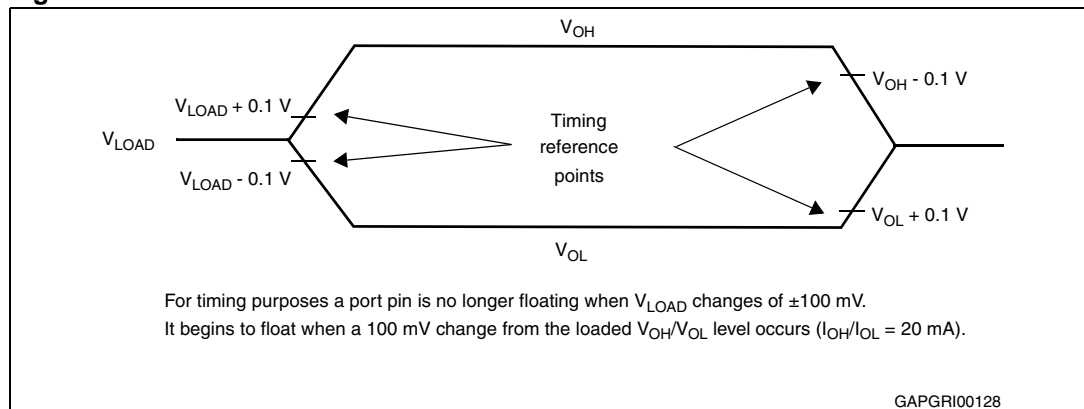 V_OH
V_OH - 0.1 V
V_LOAD + 0.1 V
Timing
reference
points
V_LOAD
V_LOAD - 0.1 V
V_OL + 0.1 V
V_OL
For timing purposes a port pin is no longer floating when V_LOAD changes of ±100 mV.
It begins to float when a 100 mV change from the loaded V_OH/V_OL level occurs (I_OH/I_OL = 20 mA).
GAPGRI00128